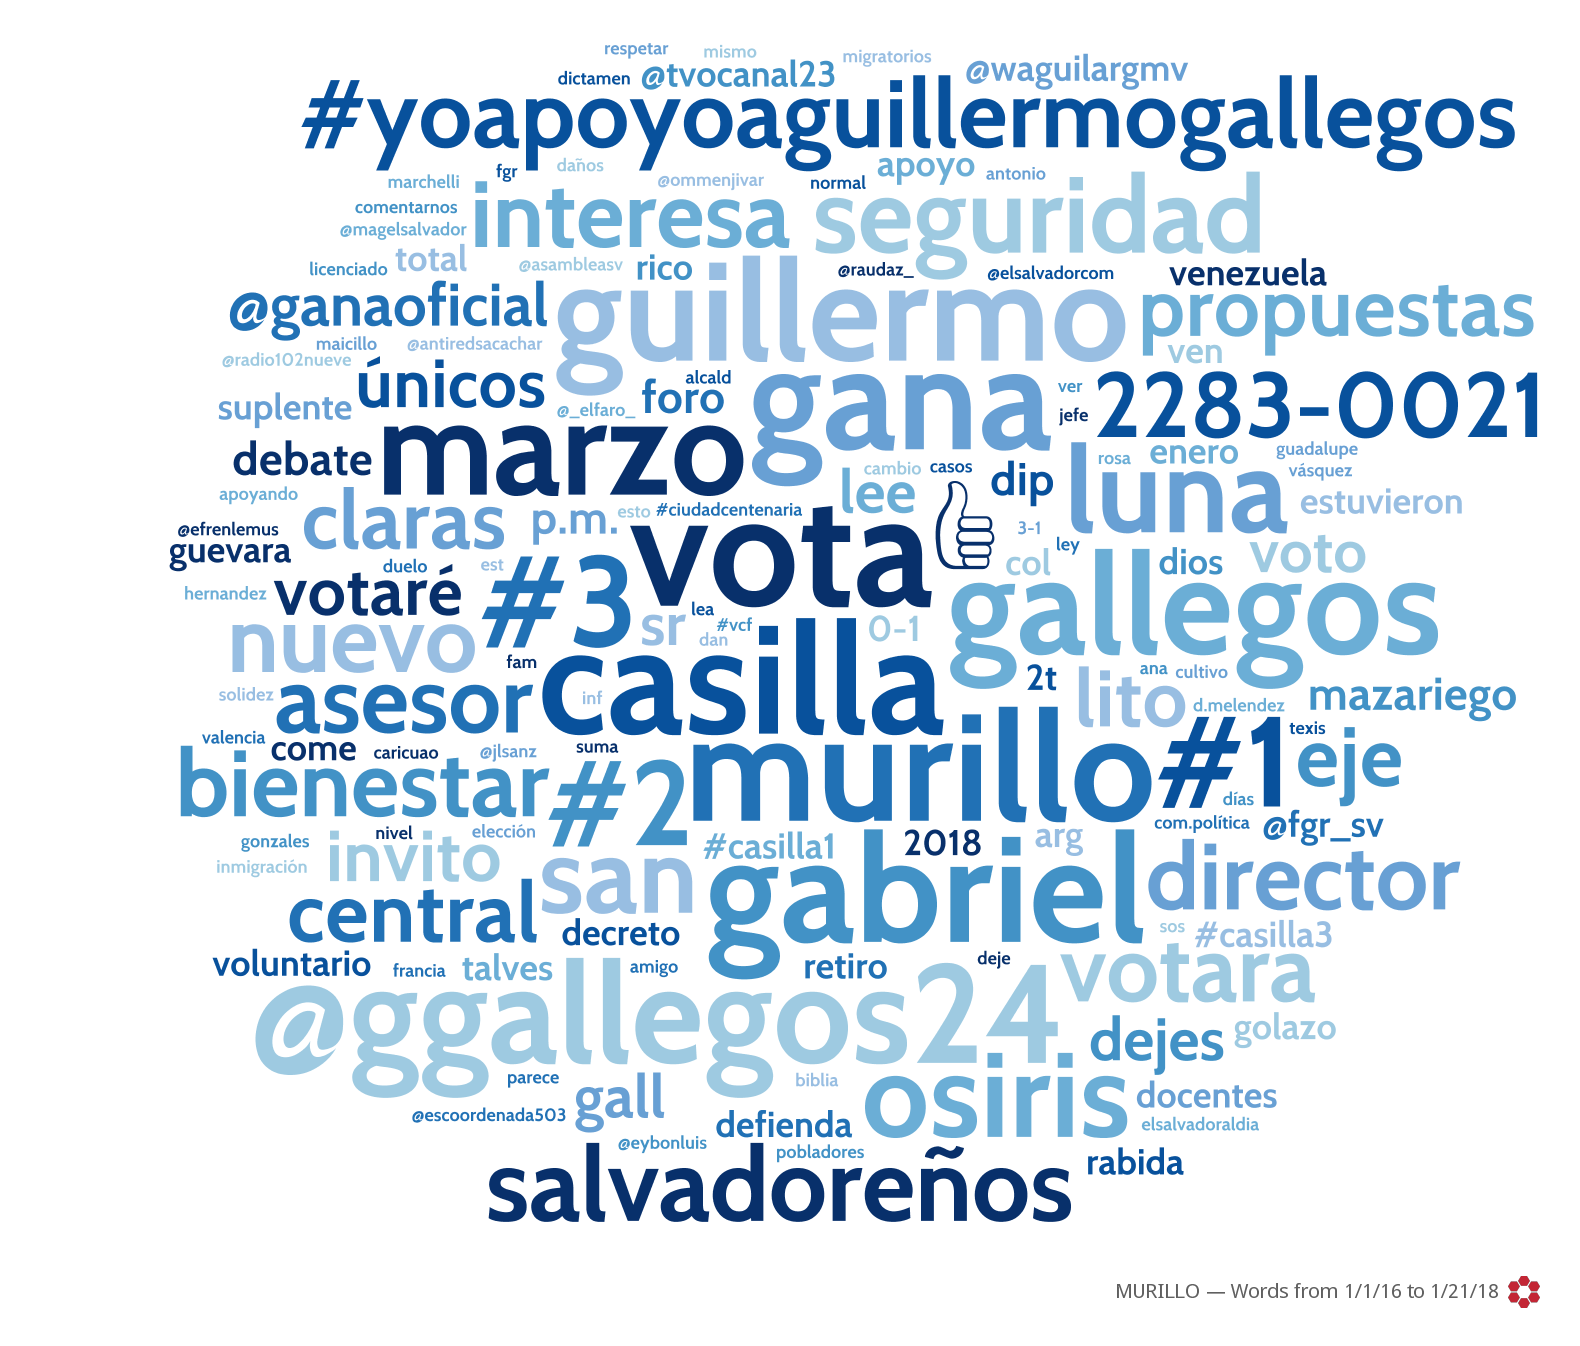 respetar mismo migratorios
dictamen @tvocanal23 @waguilargmv
#yoapoyoaguillermogallegos
marchelli fgr daños @ommenjivar normal apoyo antonio
comentarnos interesa seguridad
@magelsalvador
licenciado total @asambleasv rico @raudaz_ @elsalvadorcom venezuela
@ganaoficial guillermo propuestas
maicillo @antiredsacachar ven
@radio102nueve
suplente únicos @_elfaro_ foro alcald gana ver jefe 2283-0021
debate marzo lee cambio casos dip luna rosa enero guadalupe
vásquez
apoyando claras p.m. esto #ciudadcentenaria vota 👍 3-1 estuvieron
@efrenlemus
guevara duelo est col ley dios voto
hernandez votaré #3 lea gallegos
nuevo sr #vcf dan 0-1
fam casilla 2t ana cultivo
solidez asesor inf lito d.melendez mazariego
valencia come caricuao @jlsanz suma murillo #1 texis eje
bienestar #2 días
gonzales nivel elección #casilla1 2018 arg com.política @fgr_sv
inmigración invito san gabriel director
central decreto sos #casilla3
voluntario francia talves amigo retiro deje votara
@ggallegos24 dejes golazo
parece gall biblia osiris docentes
@escoordenada503 defienda elsalvadoraldia
@eybonluis pobladores rabida
salvadoreños
MURILLO — Words from 1/1/16 to 1/21/18